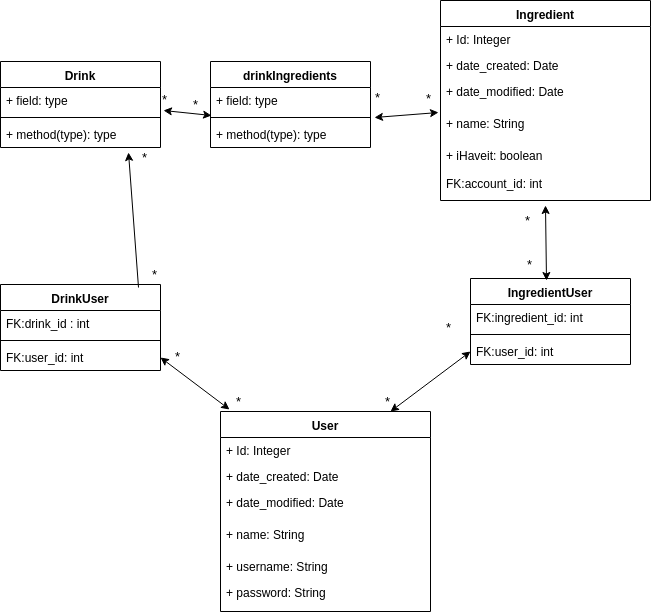 Ingredient
+ Id: Integer
+ date_created: Date
+ date_modified: Date
+ name: String
+ iHaveit: boolean
FK:account_id: int
Drink
+ field: type
+ method(type): type
drinkIngredients
+ field: type
+ method(type): type
*
*
*
*
*
*
*
*
DrinkUser
FK:drink_id : int
FK:user_id: int
IngredientUser
FK:ingredient_id: int
FK:user_id: int
*
*
*
*
User
+ Id: Integer
+ date_created: Date
+ date_modified: Date
+ name: String
+ username: String
+ password: String